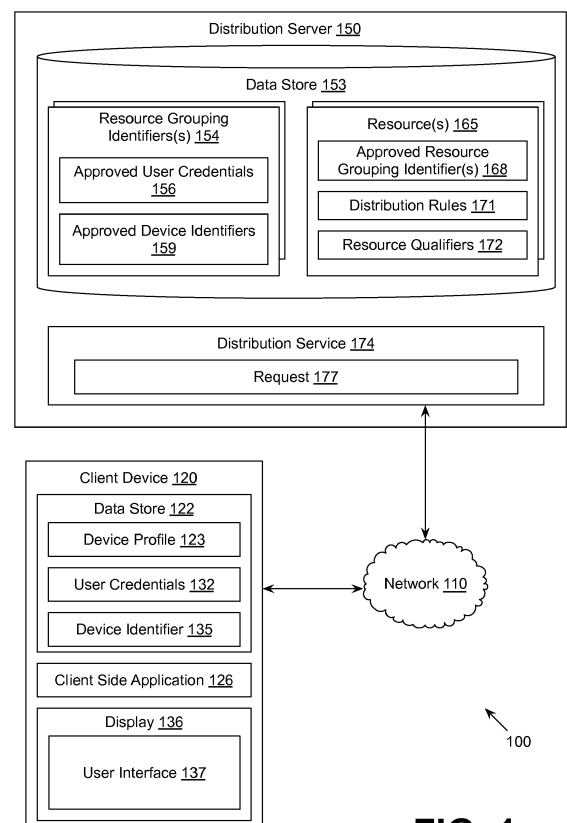 Distribution Server 150
Data Store 153
Resource Grouping
Identifiers(s) 154
Approved User Credentials
156
Approved Device Identifiers
159
Resource(s) 165
Approved Resource
Grouping Identifier(s) 168
Distribution Rules 171
Resource Qualifiers 172
Distribution Service 174
Request 177
Client Device 120
Data Store 122
Device Profile 123
User Credentials 132
Device Identifier 135
Client Side Application 126
Display 136
User Interface 137
Network 110
100